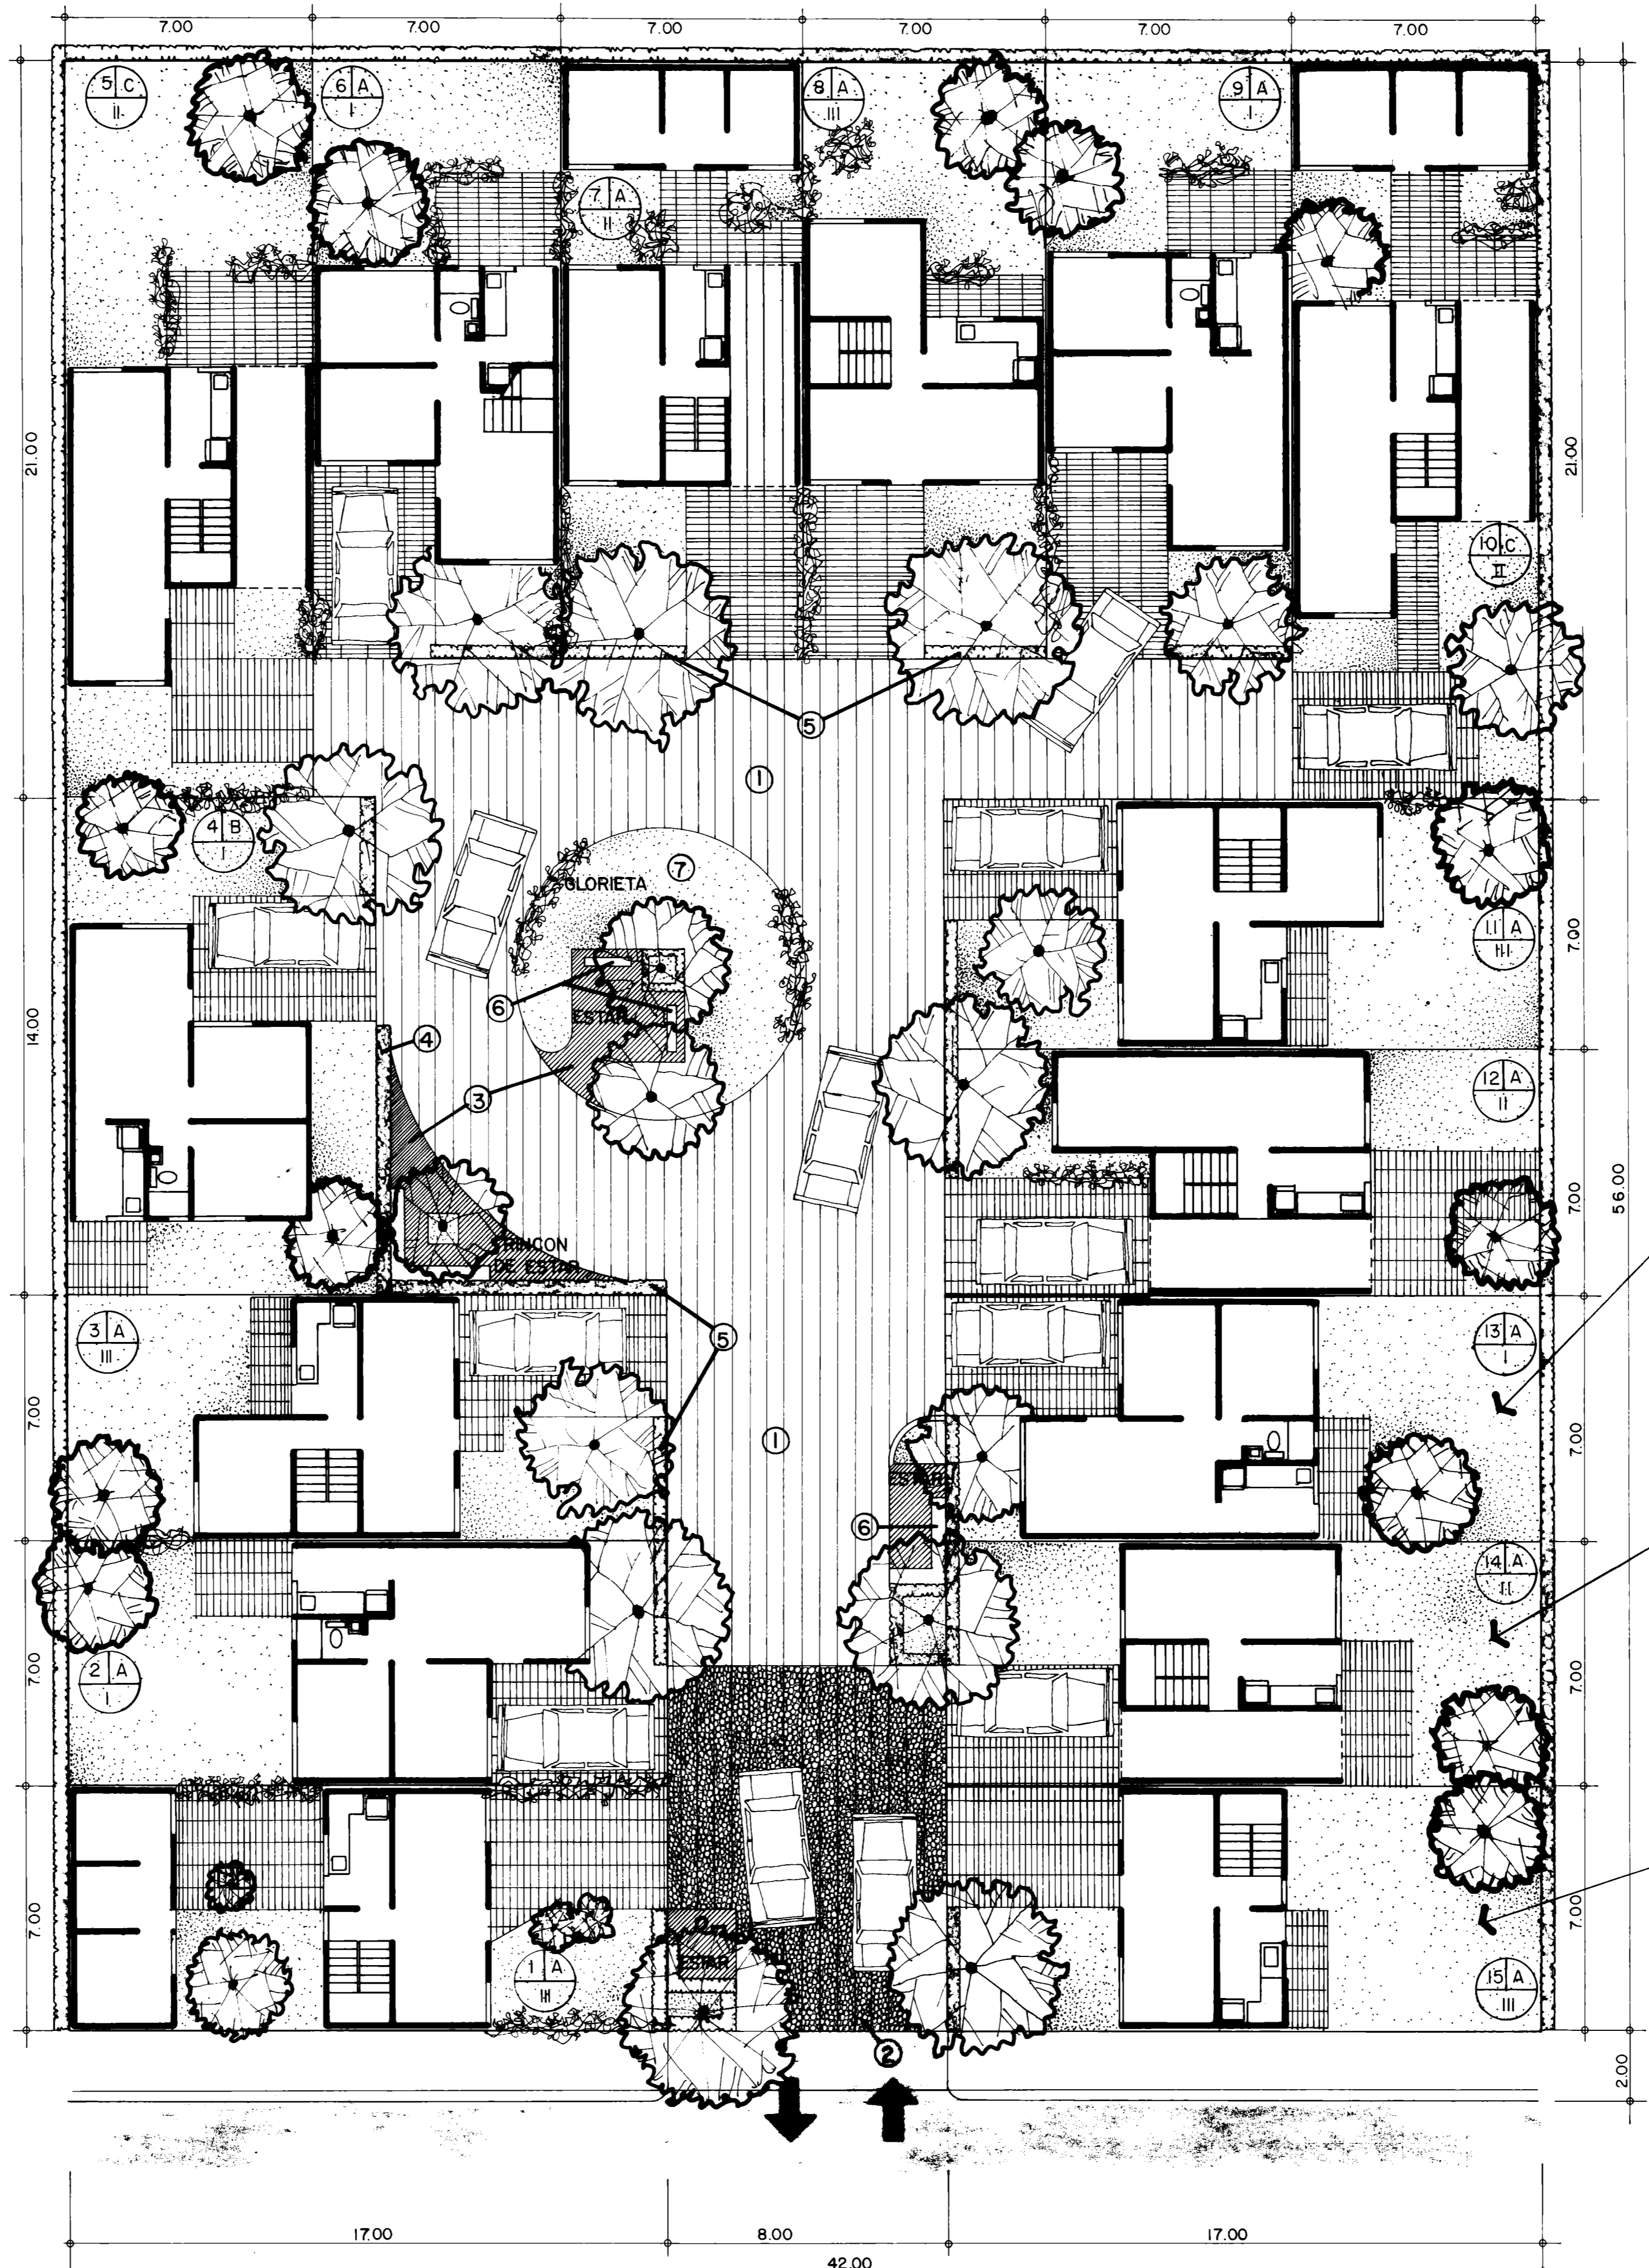 7.00
7.00
7.00
7.00
7.00
7.00
5 C
II
6 A
I
8 A
III
9 A
I
7 A
II
21.00
21.00
10 C
II
5
1
4 B
I
7
GLORIETA
11 A
III
7.00
6
ESTAR
14.00
4
3
12 A
II
7.00
56.00
RINCON
DE ESTAR
3 A
III
5
13 A
I
7.00
1
7.00
ESTAR
6
14 A
II
2 A
I
7.00
7.00
7.00
7.00
ESTAR
1 A
III
15 A
III
2
2.00
17.00
8.00
17.00
42.00